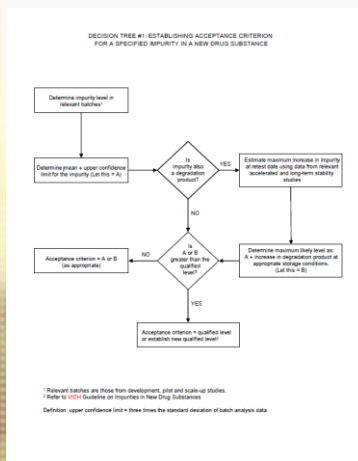 DECISION TREE #1: ESTABLISHING ACCEPTANCE CRITERION
FOR A SPECIFIED IMPURITY IN A NEW DRUG SUBSTANCE
Determine impurity level in
relevant batches¹
Determine mean + upper confidence
limit for the impurity (Let this = A)
Is
impurity also
a degradation
product?
YES
Estimate maximum increase in impurity
at retest date using data from relevant
accelerated and long-term stability
studies
NO
Determine maximum likely level as:
A + increase in degradation product at
appropriate storage conditions.
(Let this = B)
Is
A or B
greater than the
qualified
level?
NO
Acceptance criterion = A or B
(as appropriate)
YES
Acceptance criterion = qualified level
or establish new qualified level²
¹ Relevant batches are those from development, pilot and scale-up studies.
² Refer to VICH Guideline on Impurities in New Drug Substances
Definition: upper confidence limit = three times the standard deviation of batch analysis data